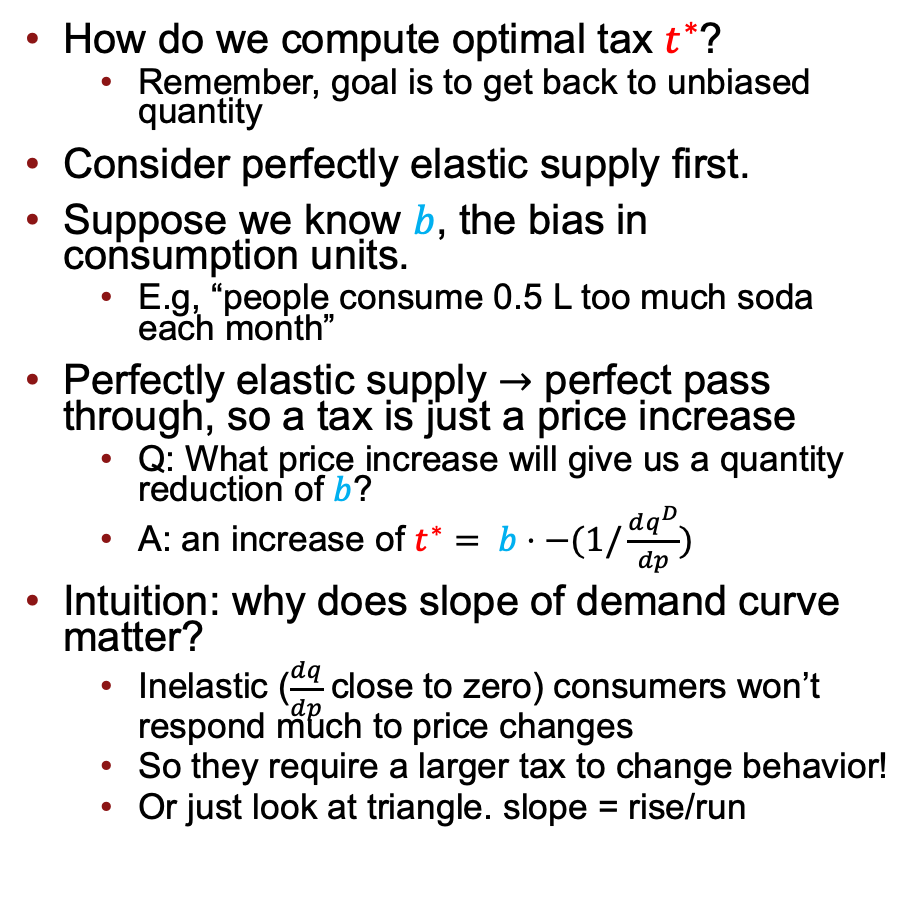 • How do we compute optimal tax t*?
• Remember, goal is to get back to unbiased
quantity
• Consider perfectly elastic supply first.
• Suppose we know b, the bias in
consumption units.
• E.g, “people consume 0.5 L too much soda
each month”
• Perfectly elastic supply → perfect pass
through, so a tax is just a price increase
• Q: What price increase will give us a quantity
reduction of b?
• A: an increase of t* = b · −(1/dq^D/dp)
• Intuition: why does slope of demand curve
matter?
• Inelastic (dq/dp close to zero) consumers won’t
respond much to price changes
• So they require a larger tax to change behavior!
• Or just look at triangle. slope = rise/run